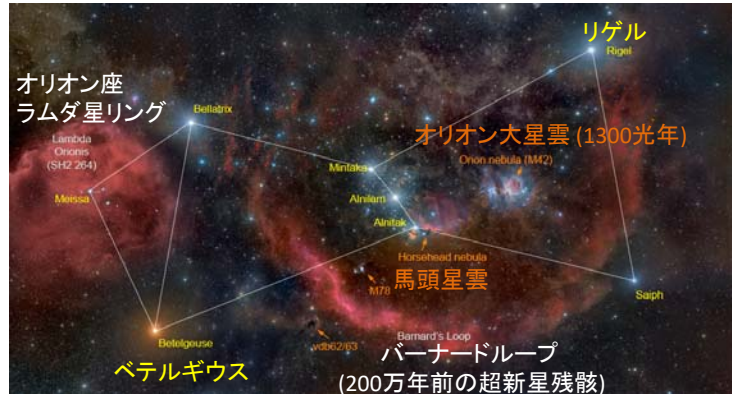 リゲル
Rigel
オリオン座
ラムダ星リング
Bellatrix
Lambda
Orionis
(SH2 264)
オリオン大星雲 (1300光年)
Orion nebula (M42)
Mintaka
Meissa
Alnilam
Alnitak
Horsehead nebula
馬頭星雲
M78
Saiph
Betelgeuse
vdb62/63
Barnard's Loop
ベテルギウス
バーナードループ
(200万年前の超新星残骸)